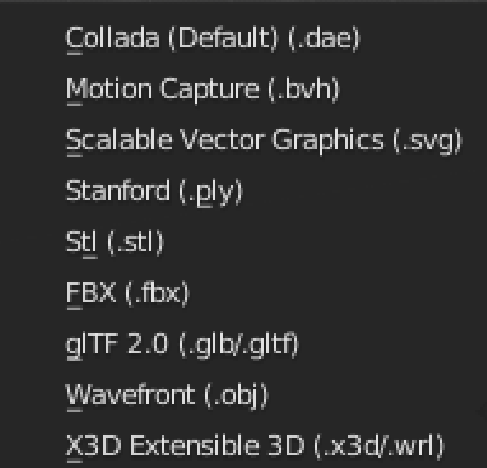 Collada (Default) (.dae)
Motion Capture (.bvh)
Scalable Vector Graphics (.svg)
Stanford (.ply)
Stl (.stl)
FBX (.fbx)
glTF 2.0 (.glb/.gltf)
Wavefront (.obj)
X3D Extensible 3D (.x3d/.wrl)